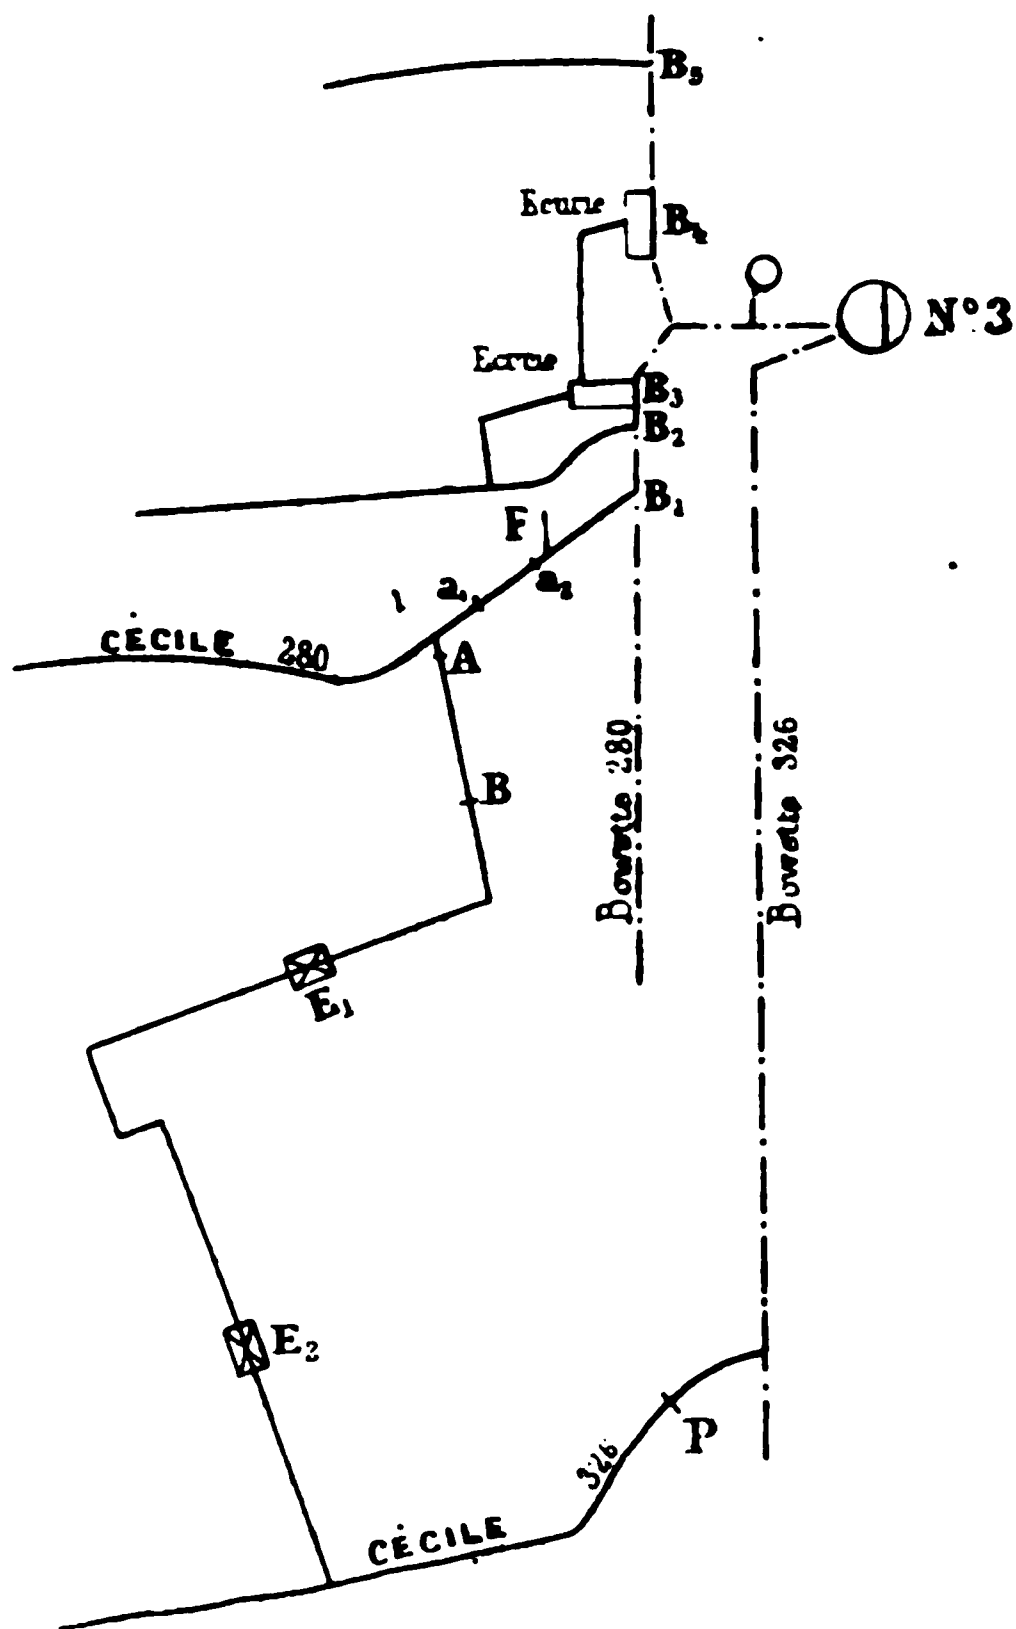 B₅
Ecurie
B₄
N° 3
Ecurie
B₃
B₂
B₁
F
a₂
a₁
CÉCILE 280
A
B
Bowette 280
Bowette 326
E₁
E₂
P
326
CÉCILE